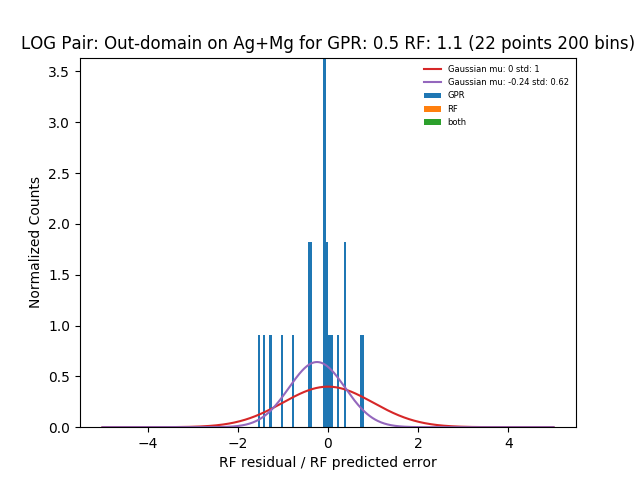 LOG Pair: Out-domain on Ag+Mg for GPR: 0.5 RF: 1.1 (22 points 200 bins)
Gaussian mu: 0 std: 1
Gaussian mu: -0.24 std: 0.62
GPR
RF
both
Normalized Counts
3.5
3.0
2.5
2.0
1.5
1.0
0.5
0.0
−4 −2 0 2 4
RF residual / RF predicted error